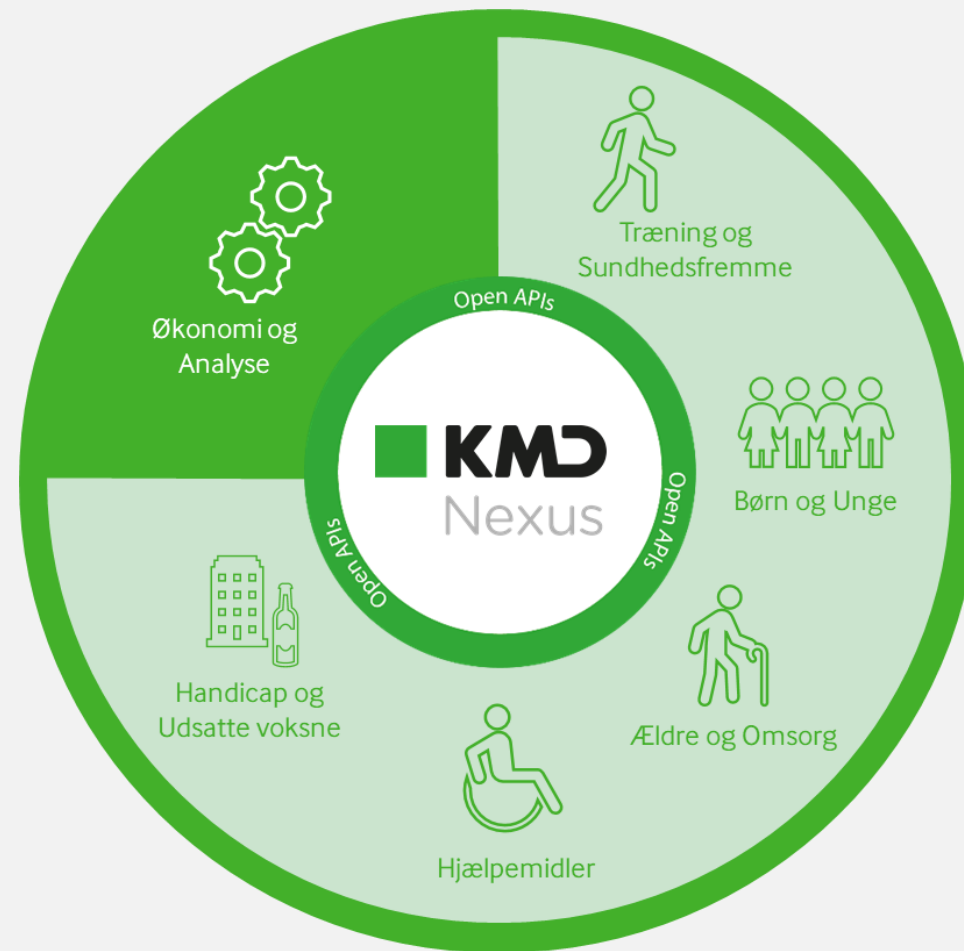 Træning og
Sundhedsfremme
Økonomi og
Analyse
Open APIs
KMD
Nexus
Open APIs
Open APIs
Børn og Unge
Handicap og
Udsatte voksne
Ældre og Omsorg
Hjælpemidler